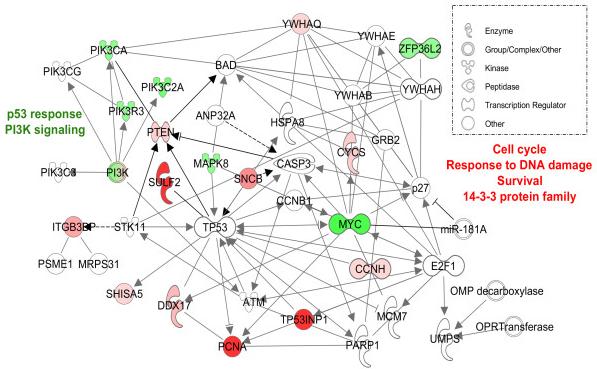 YWHAQ
YWHAE
ZFP36L2
PIK3CA
PIK3CG
BAD
PIK3C2A
YWHAB
YWHAH
p53 response
PI3K signaling
PIK3R3
ANP32A
HSPA8
PTEN
GRB2
CYCS
MAPK8
CASP3
PI3K
SULF2
SNCB
p27
CCNB1
ITGB3BP
STK11
TP53
MYC
miR-181A
PSME1
MRPS31
CCNH
E2F1
SHISA5
DDX17
ATM
OMP decarboxylase
TP53INP1
MCM7
OPRTransferase
PCNA
PARP1
UMPS
Enzyme
Group/Complex/Other
Kinase
Peptidase
Transcription Regulator
Other
Cell cycle
Response to DNA damage
Survival
14-3-3 protein family